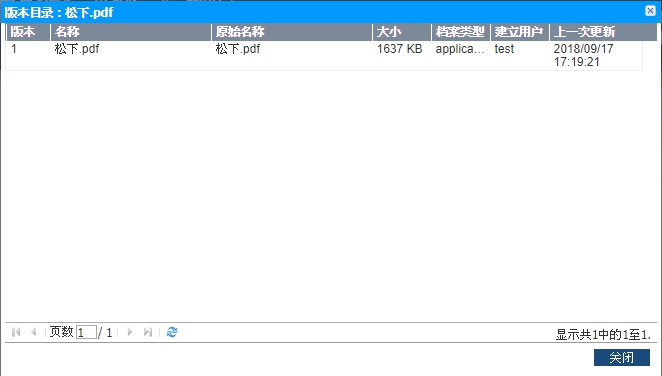 版本目录 : 松下.pdf
版本 名称 原始名称 大小 档案类型 建立用户 上一次更新
1 松下.pdf 松下.pdf 1637 KB applica... test 2018/09/17
17:19:21
页数 1 / 1 显示共1中的1至1.
关闭